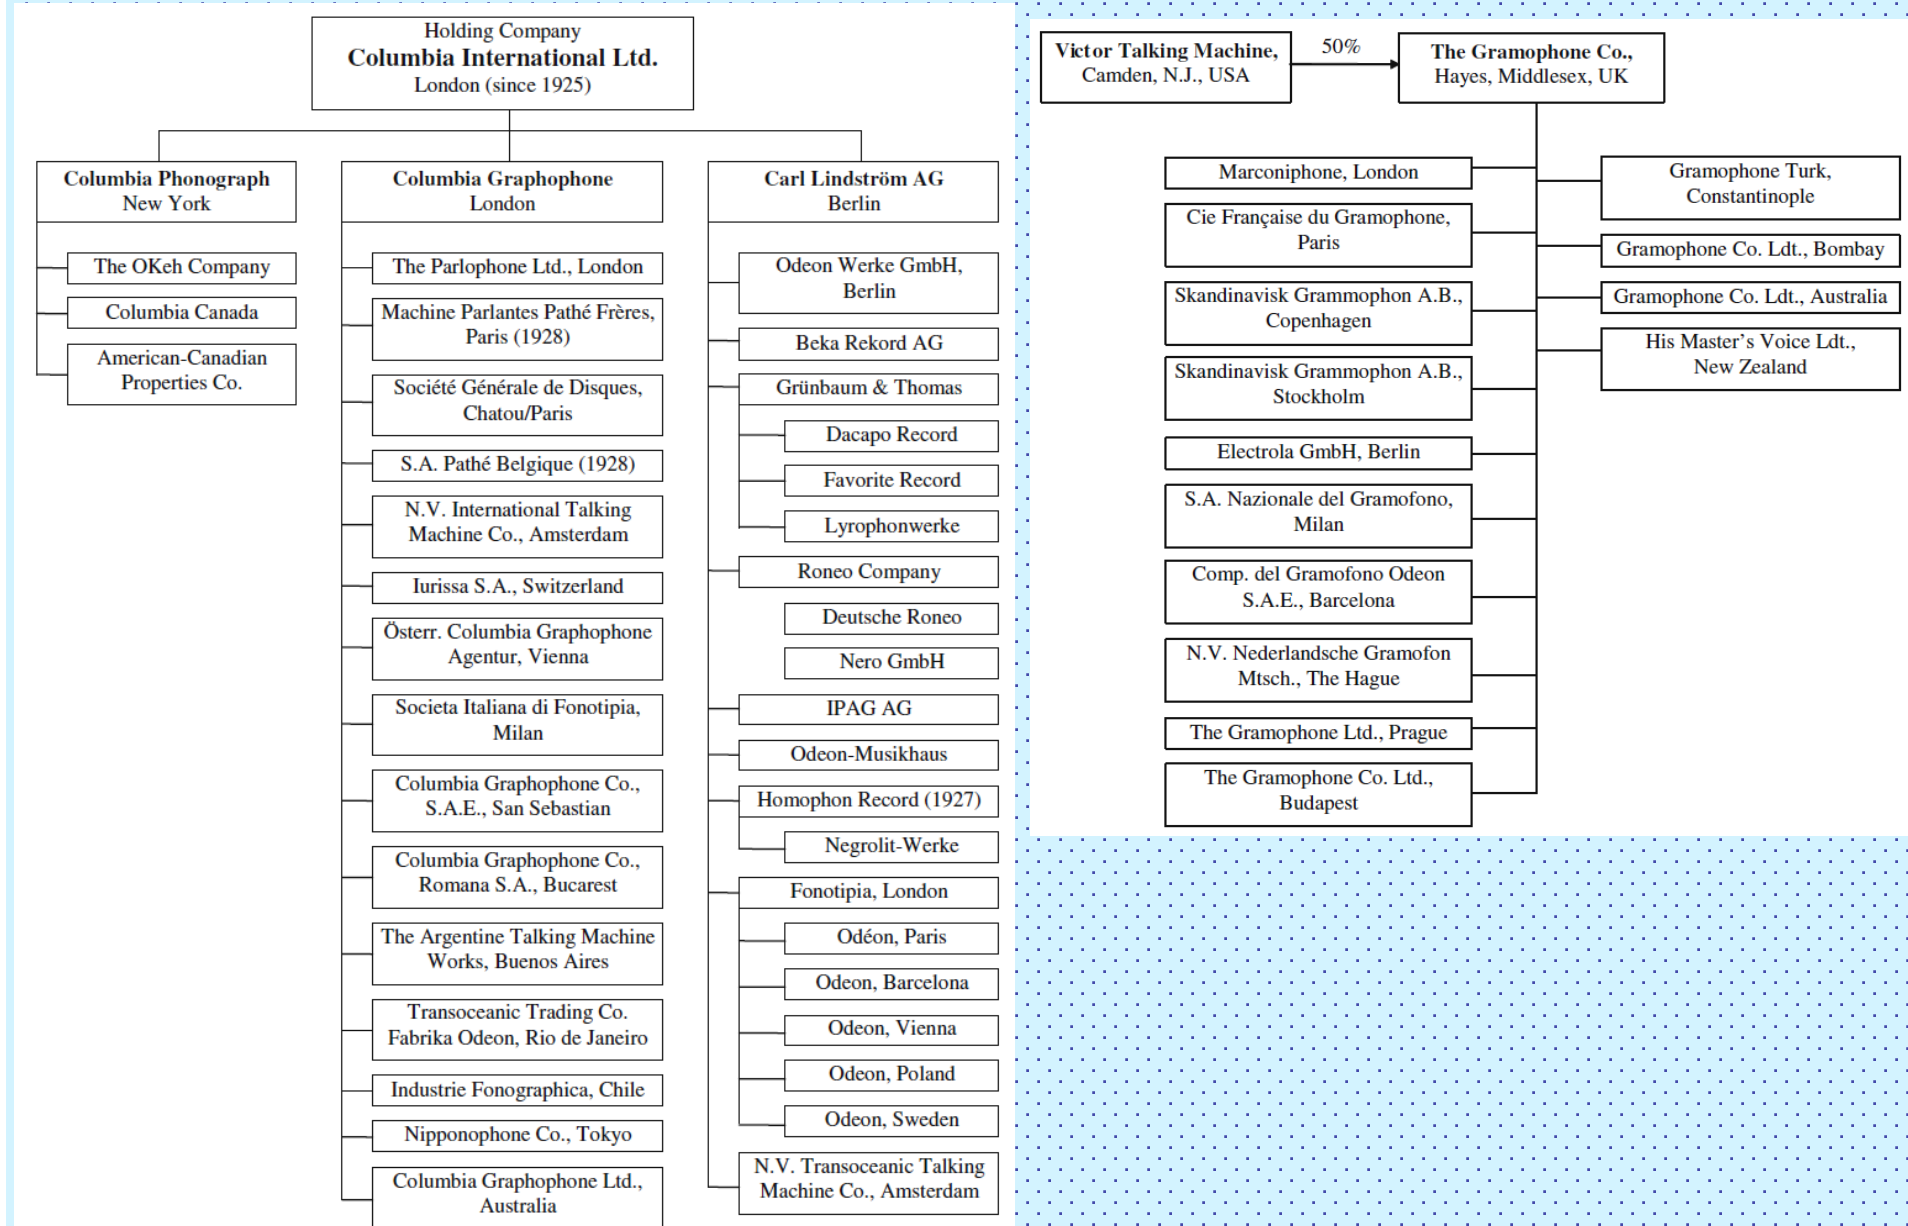 Holding Company
Columbia International Ltd.
London (since 1925)
Columbia Phonograph
New York
The OKeh Company
Columbia Canada
American-Canadian
Properties Co.
Columbia Graphophone
London
The Parlophone Ltd., London
Machine Parlantes Pathé Frères,
Paris (1928)
Société Générale de Disques,
Chatou/Paris
S.A. Pathé Belgique (1928)
N.V. International Talking
Machine Co., Amsterdam
Iurissa S.A., Switzerland
Österr. Columbia Graphophone
Agentur, Vienna
Societa Italiana di Fonotipia,
Milan
Columbia Graphophone Co.,
S.A.E., San Sebastian
Columbia Graphophone Co.,
Romana S.A., Bucarest
The Argentine Talking Machine
Works, Buenos Aires
Transoceanic Trading Co.
Fabrika Odeon, Rio de Janeiro
Industrie Fonographica, Chile
Nipponophone Co., Tokyo
Columbia Graphophone Ltd.,
Australia
Carl Lindström AG
Berlin
Odeon Werke GmbH,
Berlin
Beka Rekord AG
Grünbaum & Thomas
Dacapo Record
Favorite Record
Lyrophonwerke
Roneo Company
Deutsche Roneo
Nero GmbH
IPAG AG
Odeon-Musikhaus
Homophon Record (1927)
Negrolit-Werke
Fonotipia, London
Odéon, Paris
Odeon, Barcelona
Odeon, Vienna
Odeon, Poland
Odeon, Sweden
N.V. Transoceanic Talking
Machine Co., Amsterdam
Victor Talking Machine,
Camden, N.J., USA
50%
The Gramophone Co.,
Hayes, Middlesex, UK
Marconiphone, London
Cie Française du Gramophone,
Paris
Skandinavisk Grammophon A.B.,
Copenhagen
Skandinavisk Grammophon A.B.,
Stockholm
Electrola GmbH, Berlin
S.A. Nazionale del Gramofono,
Milan
Comp. del Gramofono Odeon
S.A.E., Barcelona
N.V. Nederlandsche Gramofon
Mtsch., The Hague
The Gramophone Ltd., Prague
The Gramophone Co. Ltd.,
Budapest
Gramophone Turk,
Constantinople
Gramophone Co. Ldt., Bombay
Gramophone Co. Ldt., Australia
His Master's Voice Ldt.,
New Zealand